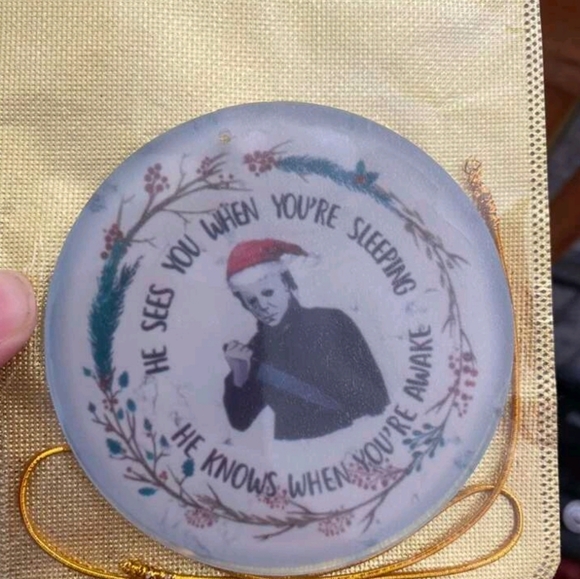 HE SEES YOU WHEN YOU'RE SLEEPING
HE KNOWS WHEN YOU'RE AWAKE